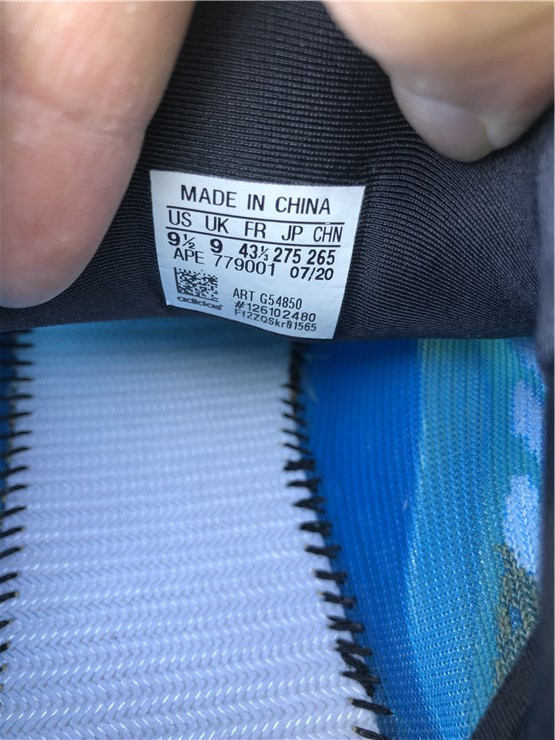 MADE IN CHINA
US UK FR JP CHN
9½ 9 43⅓ 275 265
APE 779001 07/20
ART G54850
adidas #126102480
Ff2ZQSkr01565